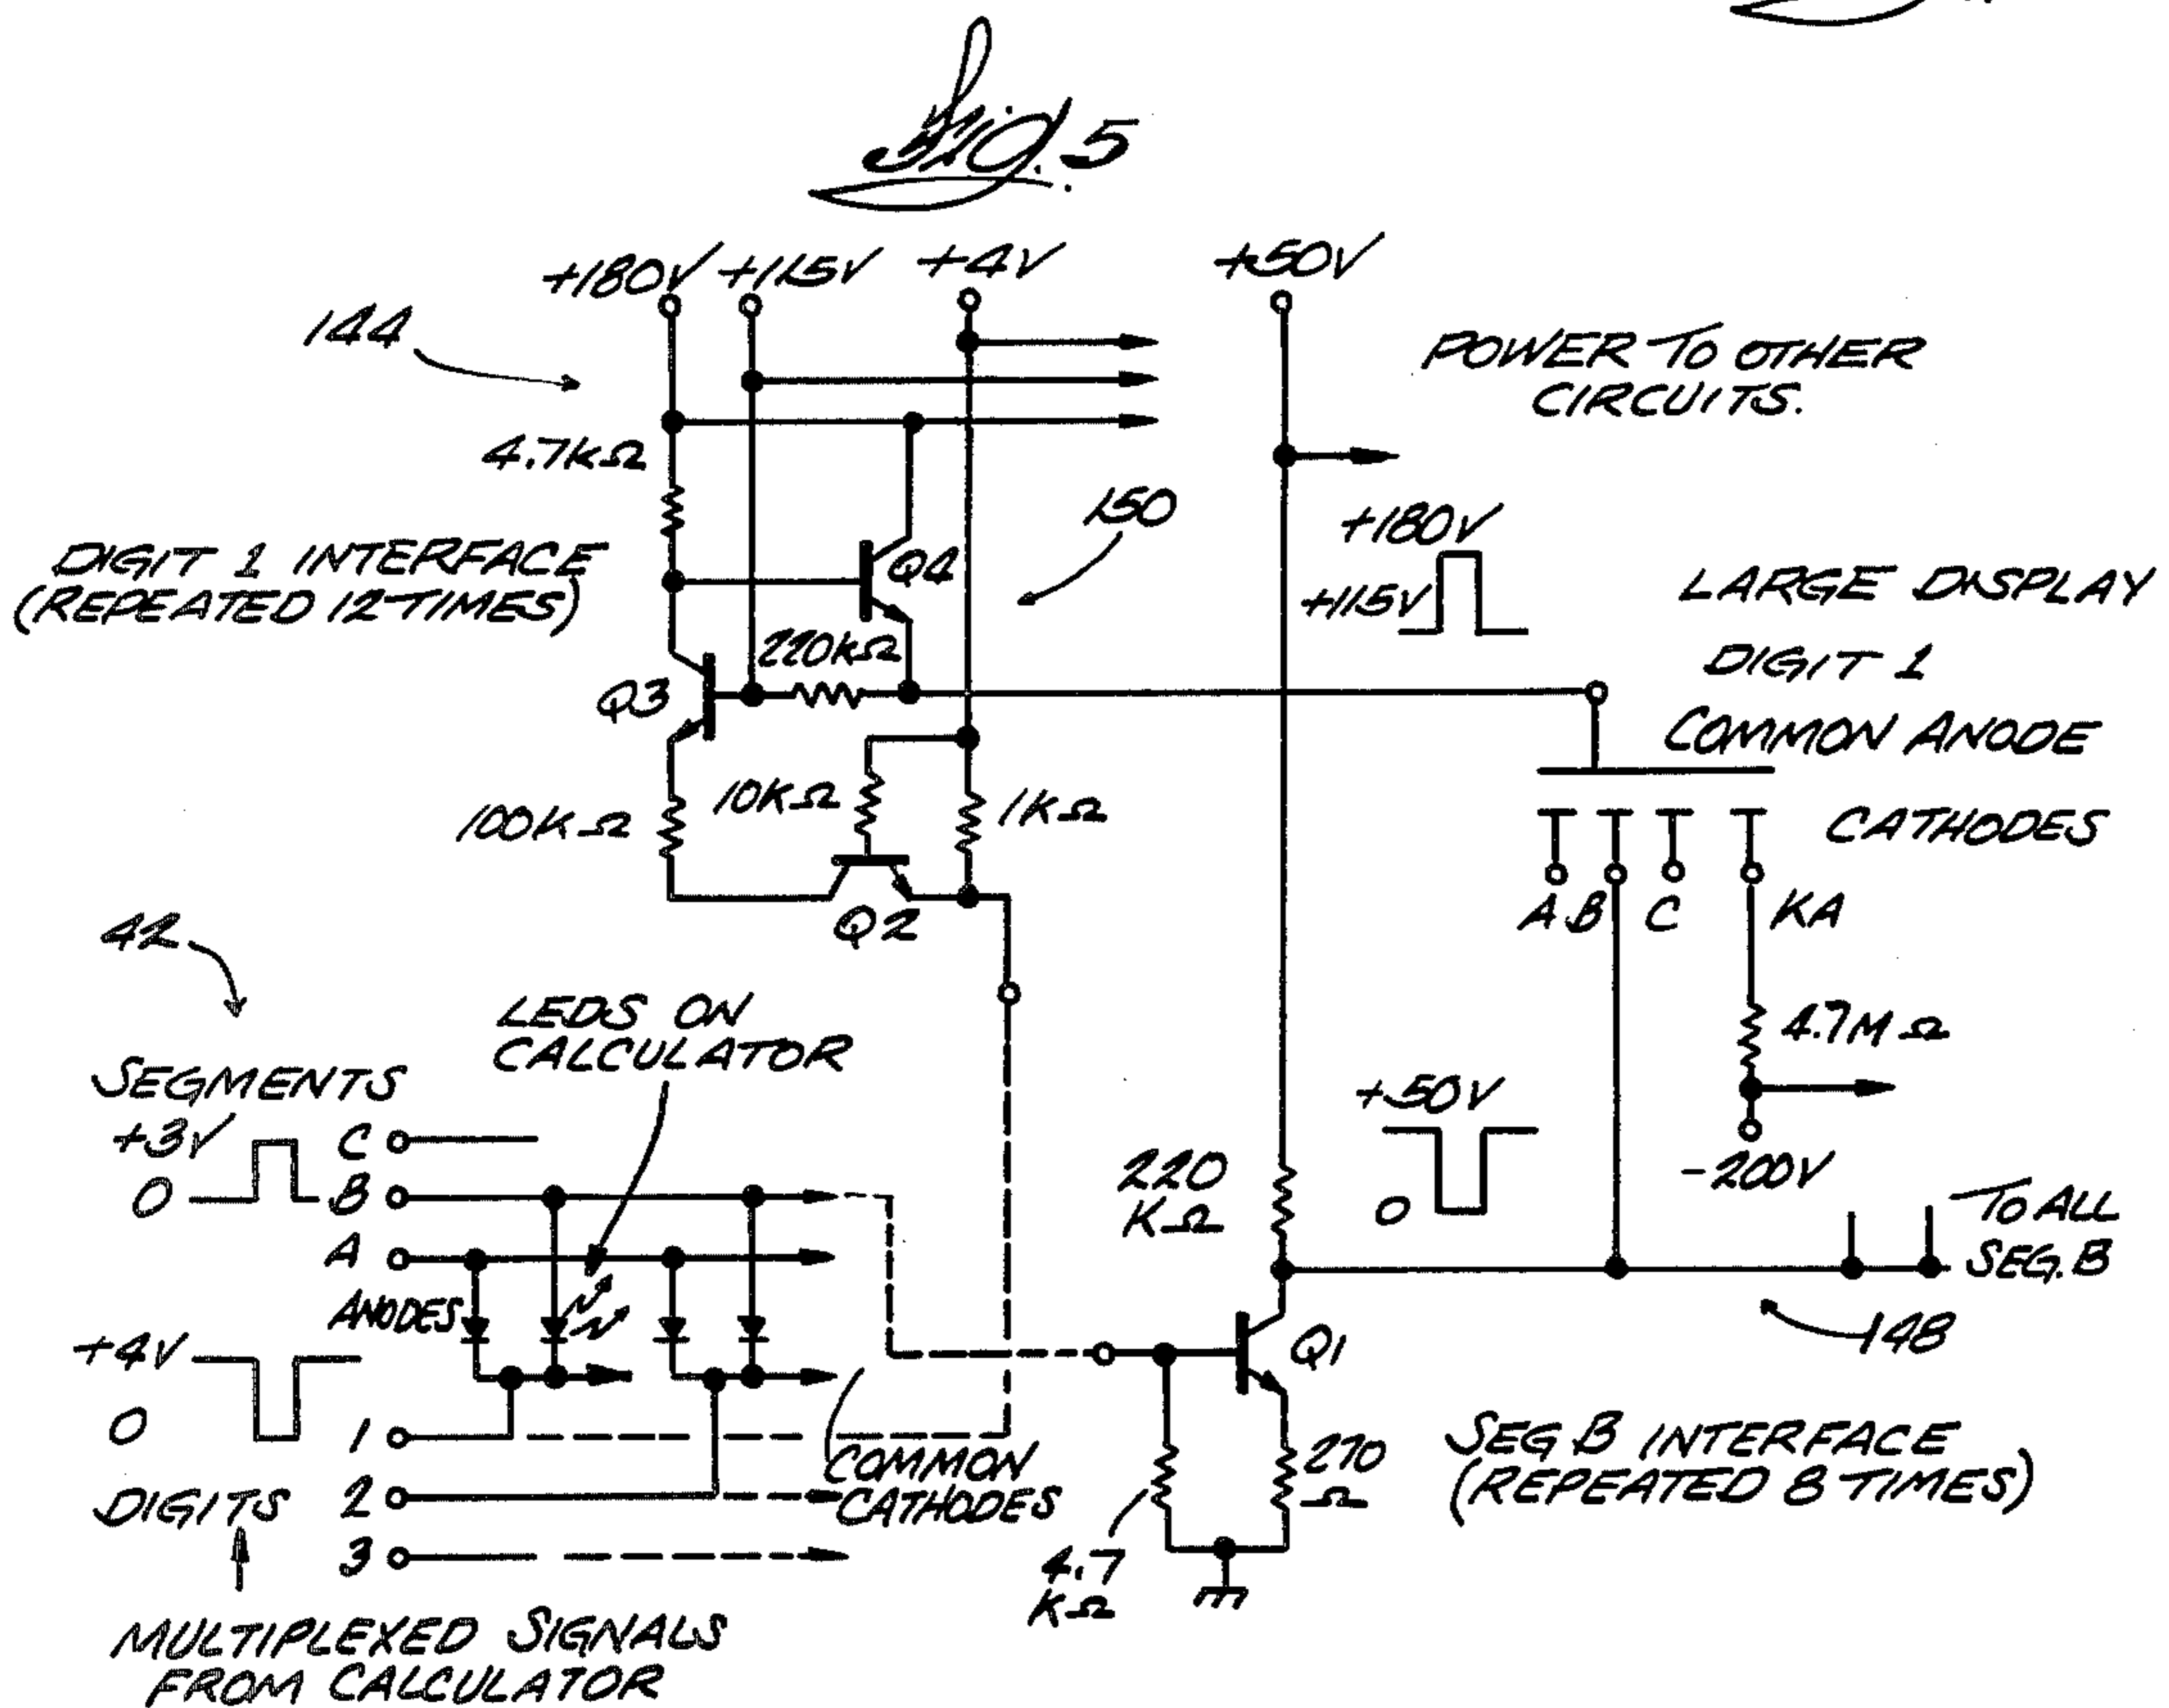 Fig. 5
+180V +115V +4V +50V
144
POWER TO OTHER
CIRCUITS.
4.7KΩ
150
+180V
+115V
DIGIT 1 INTERFACE
(REPEATED 12 TIMES)
Q4
LARGE DISPLAY
DIGIT 1
COMMON ANODE
220KΩ
Q3
10KΩ
1KΩ
100KΩ
CATHODES
A B C KA
Q2
42
LEDS ON
CALCULATOR
4.7M Ω
SEGMENTS
+3V
0
C
B
A
+50V
0
-200V
220
KΩ
TO ALL
SEG. B
ANODES
+4V
0
Q1
148
1
2
3
DIGITS
COMMON
CATHODES
270
Ω
SEG B INTERFACE
(REPEATED 8 TIMES)
4.7
KΩ
MULTIPLEXED SIGNALS
FROM CALCULATOR